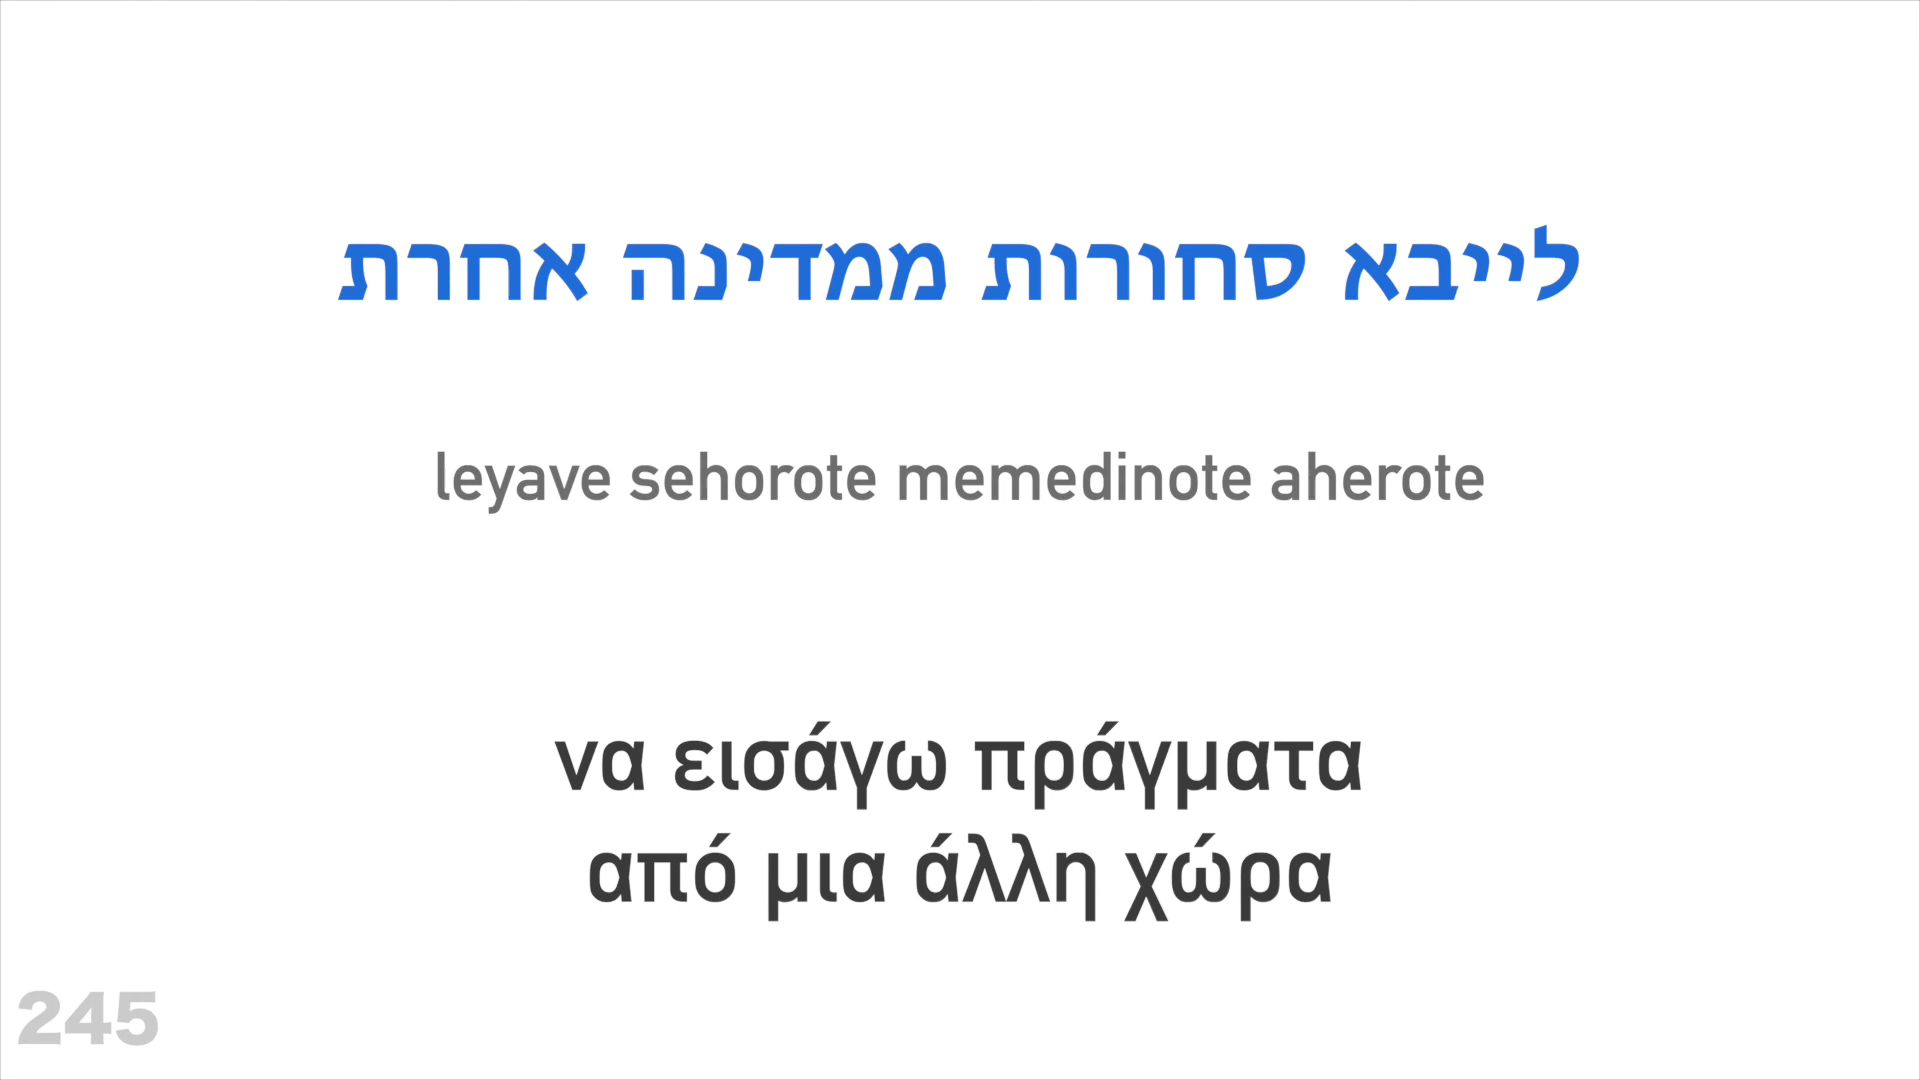 לייבא סחורות ממדינה אחרת
leyave sehorote memedinote aherote
να εισάγω πράγματα
από μια άλλη χώρα
245